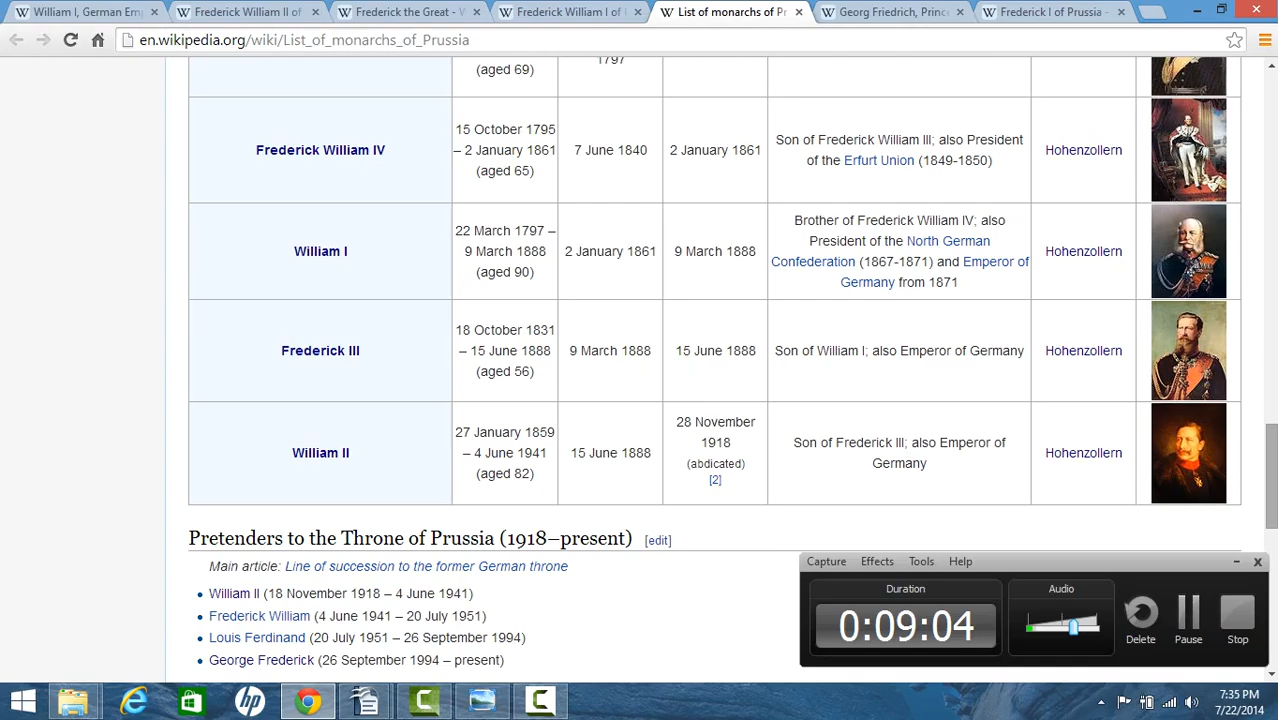 William I, German Emp
Frederick William II of
Frederick the Great - W
Frederick William I of
List of monarchs of Pr
Georg Friedrich, Prince
Frederick I of Prussia -
en.wikipedia.org/wiki/List_of_monarchs_of_Prussia
(aged 69)
1797
Frederick William IV
15 October 1795
– 2 January 1861
(aged 65)
7 June 1840
2 January 1861
Son of Frederick William III; also President
of the Erfurt Union (1849-1850)
Hohenzollern
William I
22 March 1797 –
9 March 1888
(aged 90)
2 January 1861
9 March 1888
Brother of Frederick William IV; also
President of the North German
Confederation (1867-1871) and Emperor of
Germany from 1871
Hohenzollern
Frederick III
18 October 1831
– 15 June 1888
(aged 56)
9 March 1888
15 June 1888
Son of William I; also Emperor of Germany
Hohenzollern
William II
27 January 1859
– 4 June 1941
(aged 82)
15 June 1888
28 November
1918
(abdicated)
[2]
Son of Frederick III; also Emperor of
Germany
Hohenzollern
Pretenders to the Throne of Prussia (1918–present) [edit]
Main article: Line of succession to the former German throne
William II (18 November 1918 – 4 June 1941)
Frederick William (4 June 1941 – 20 July 1951)
Louis Ferdinand (20 July 1951 – 26 September 1994)
George Frederick (26 September 1994 – present)
Capture Effects Tools Help
Duration
0:09:04
Audio
Delete
Pause
Stop
7:35 PM
7/22/2014